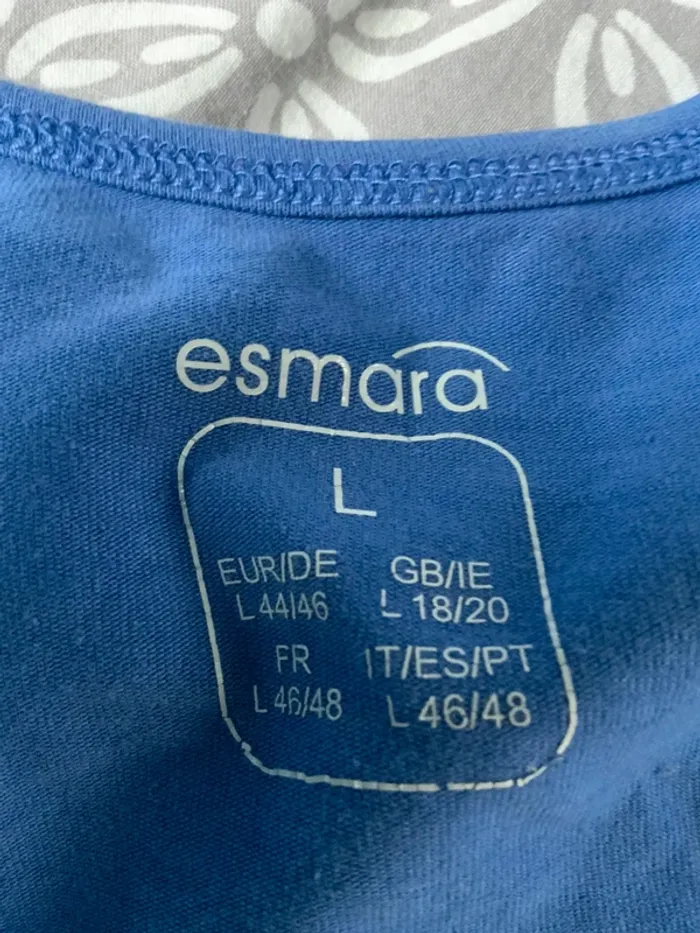 esmara
L
EUR/DE GB/IE
L 44/46 L 18/20
FR IT/ES/PT
L 46/48 L 46/48